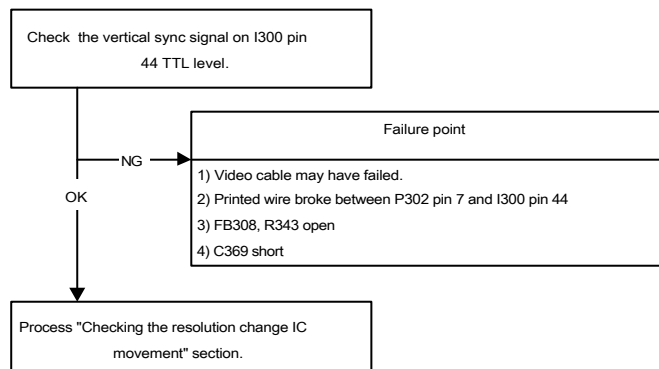 Check the vertical sync signal on I300 pin
44 TTL level.
NG
OK
Failure point
1) Video cable may have failed.
2) Printed wire broke between P302 pin 7 and I300 pin 44
3) FB308, R343 open
4) C369 short
Process "Checking the resolution change IC
movement" section.